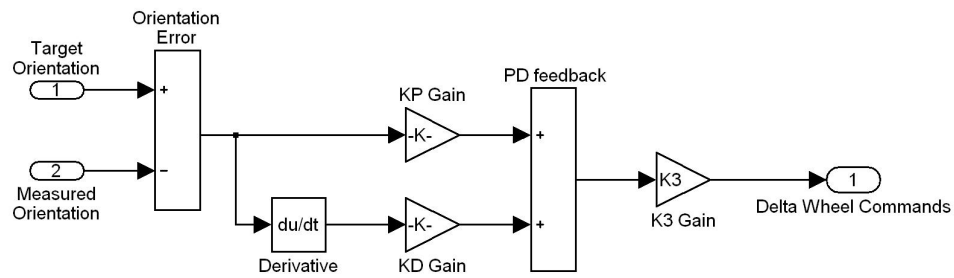 Orientation
Error
Target
Orientation
1
+
2
−
Measured
Orientation
du/dt
Derivative
KP Gain
-K-
-K-
KD Gain
PD feedback
+
+
K3
K3 Gain
1
Delta Wheel Commands